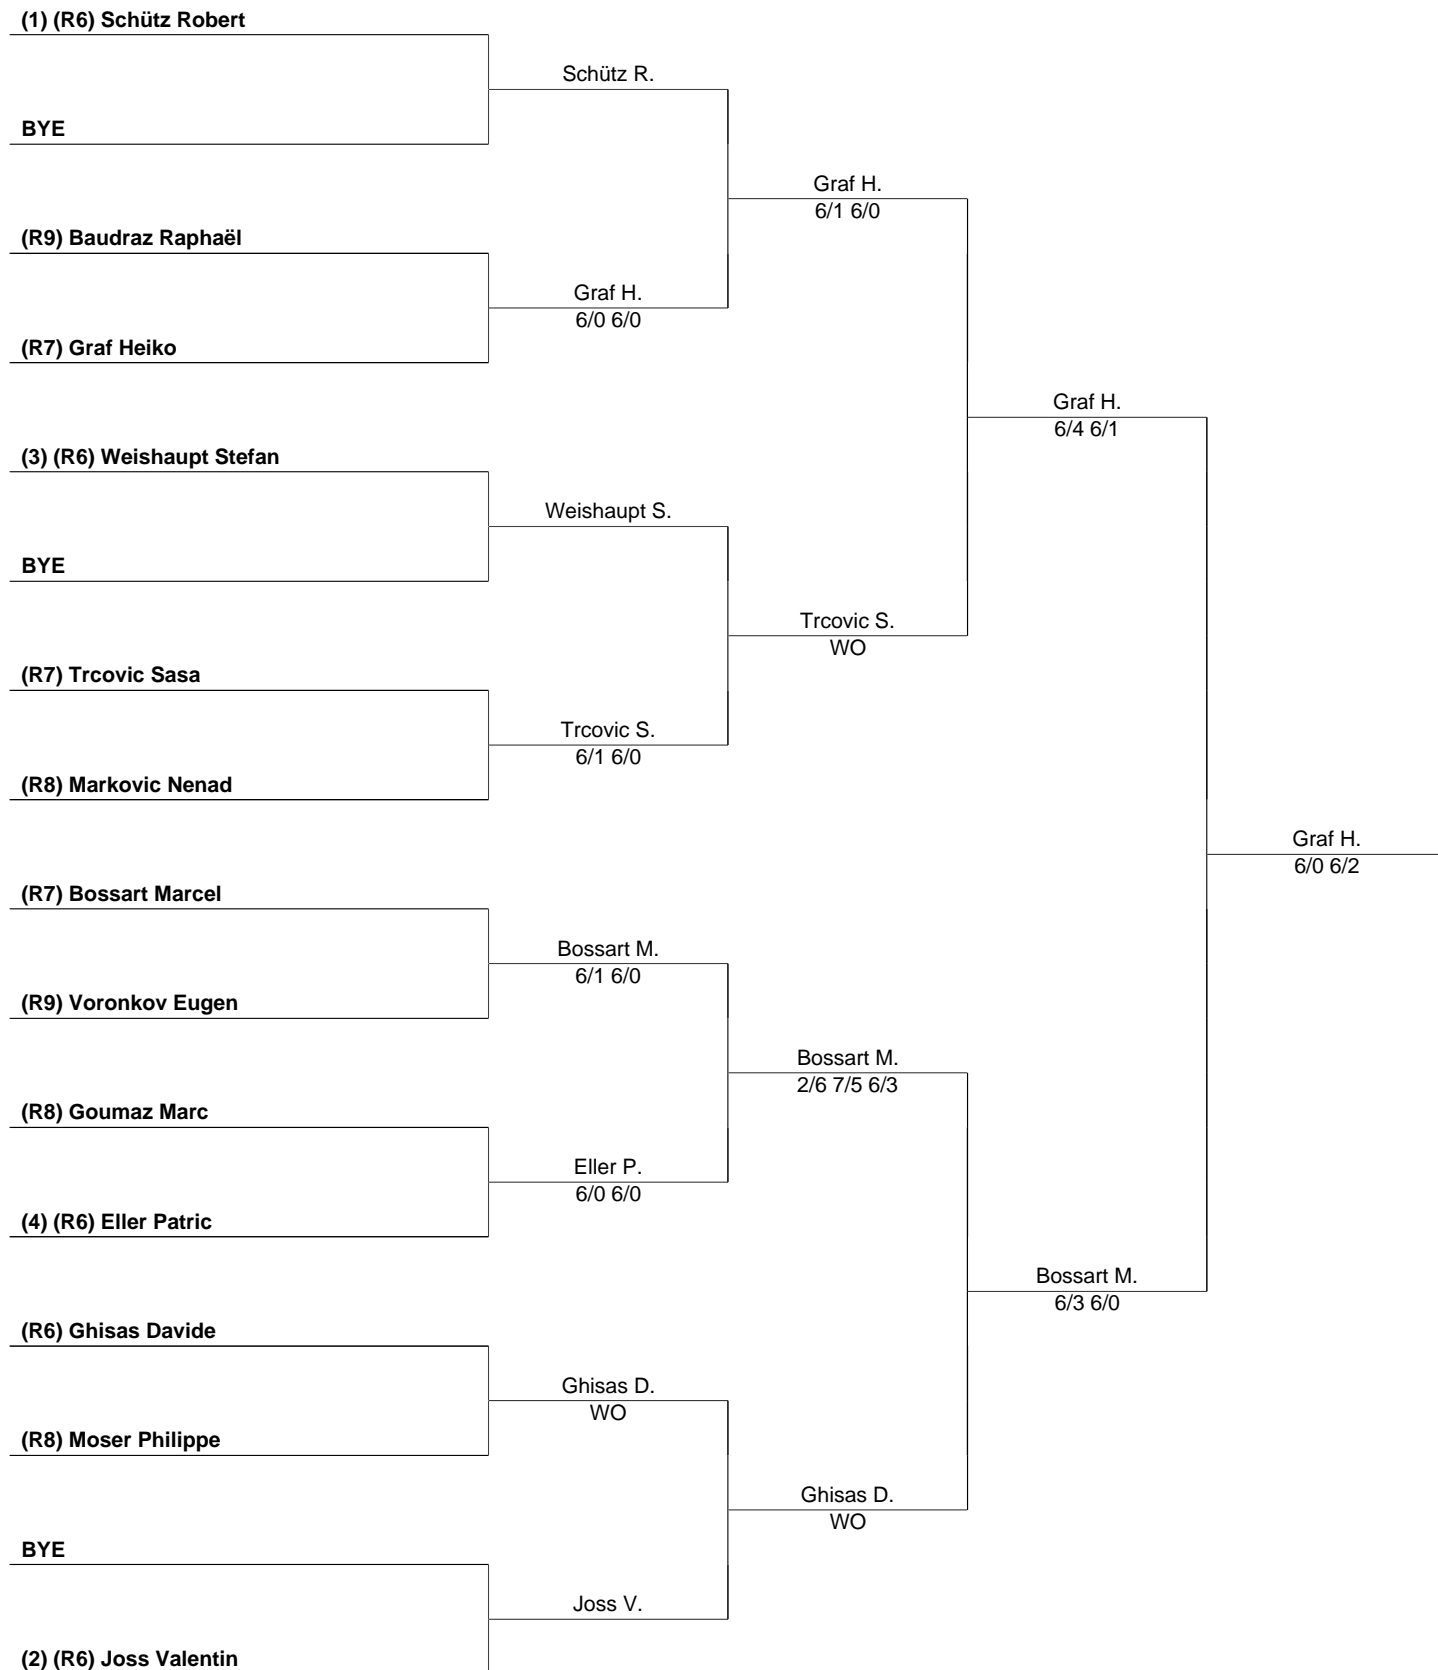 (1) (R6) Schütz Robert
Schütz R.
BYE
Graf H.
6/1 6/0
(R9) Baudraz Raphaël
Graf H.
6/0 6/0
(R7) Graf Heiko
Graf H.
6/4 6/1
(3) (R6) Weishaupt Stefan
Weishaupt S.
BYE
Trcovic S.
WO
(R7) Trcovic Sasa
Trcovic S.
6/1 6/0
(R8) Markovic Nenad
Graf H.
6/0 6/2
(R7) Bossart Marcel
Bossart M.
6/1 6/0
(R9) Voronkov Eugen
Bossart M.
2/6 7/5 6/3
(R8) Goumaz Marc
Eller P.
6/0 6/0
(4) (R6) Eller Patric
Bossart M.
6/3 6/0
(R6) Ghisas Davide
Ghisas D.
WO
(R8) Moser Philippe
Ghisas D.
WO
BYE
Joss V.
(2) (R6) Joss Valentin